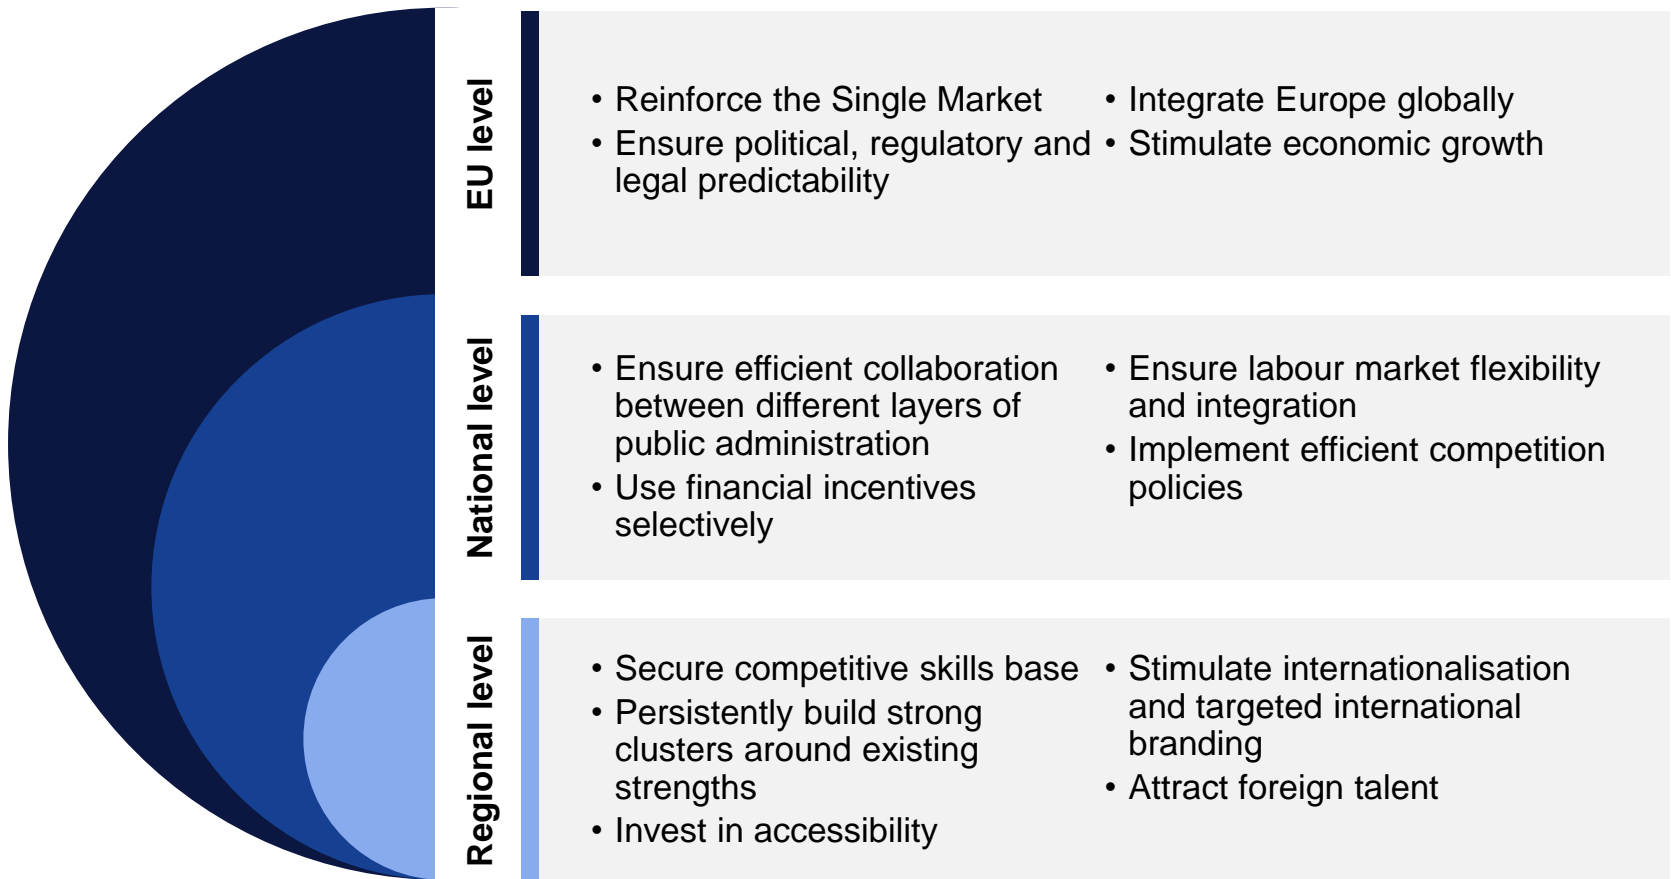 EU level
• Reinforce the Single Market
• Ensure political, regulatory and
legal predictability
• Integrate Europe globally
• Stimulate economic growth
National level
• Ensure efficient collaboration
between different layers of
public administration
• Use financial incentives
selectively
• Ensure labour market flexibility
and integration
• Implement efficient competition
policies
Regional level
• Secure competitive skills base
• Persistently build strong
clusters around existing
strengths
• Invest in accessibility
• Stimulate internationalisation
and targeted international
branding
• Attract foreign talent